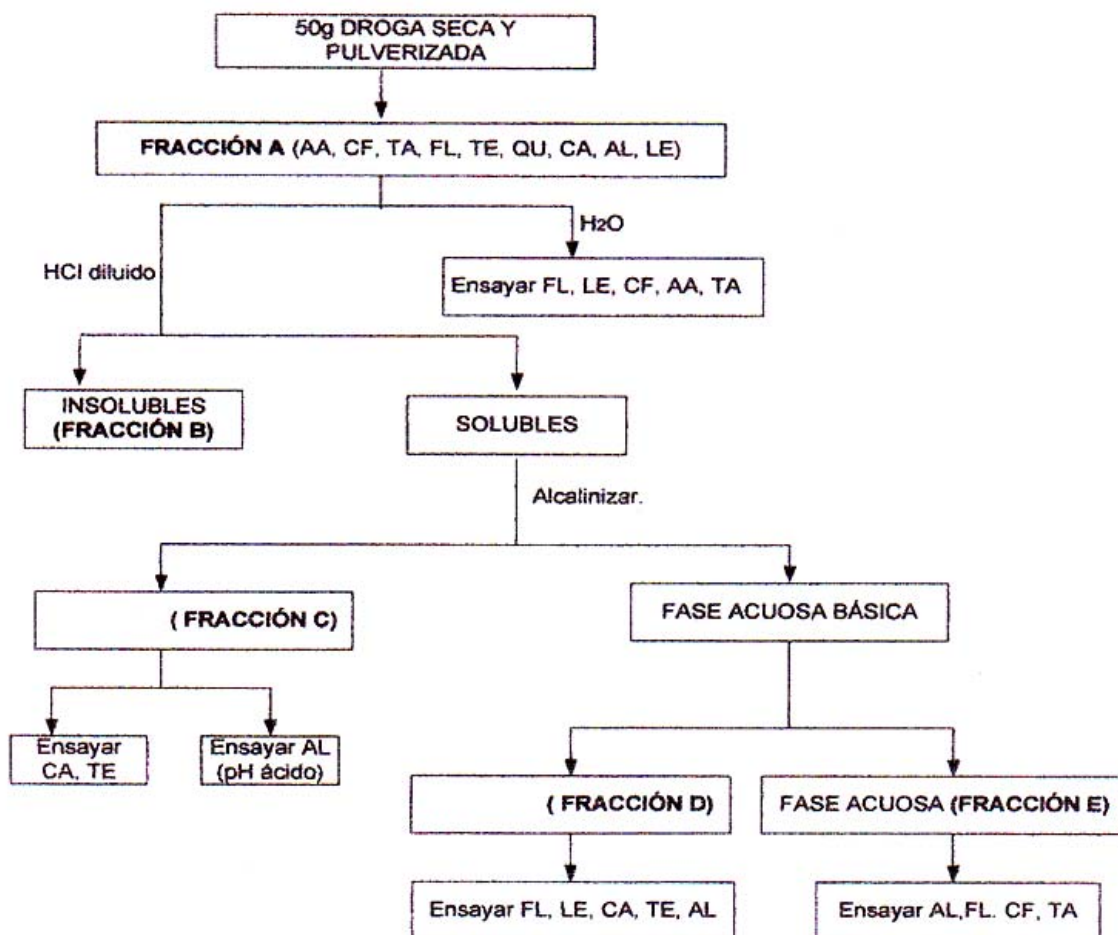 50g DROGA SECA Y
PULVERIZADA
FRACCIÓN A (AA, CF, TA, FL, TE, QU, CA, AL, LE)
H2O
HCl diluido
Ensayar FL, LE, CF, AA, TA
INSOLUBLES
(FRACCIÓN B)
SOLUBLES
Alcalinizar.
( FRACCIÓN C)
FASE ACUOSA BÁSICA
Ensayar
CA, TE
Ensayar AL
(pH ácido)
( FRACCIÓN D)
FASE ACUOSA (FRACCIÓN E)
Ensayar FL, LE, CA, TE, AL
Ensayar AL,FL. CF, TA